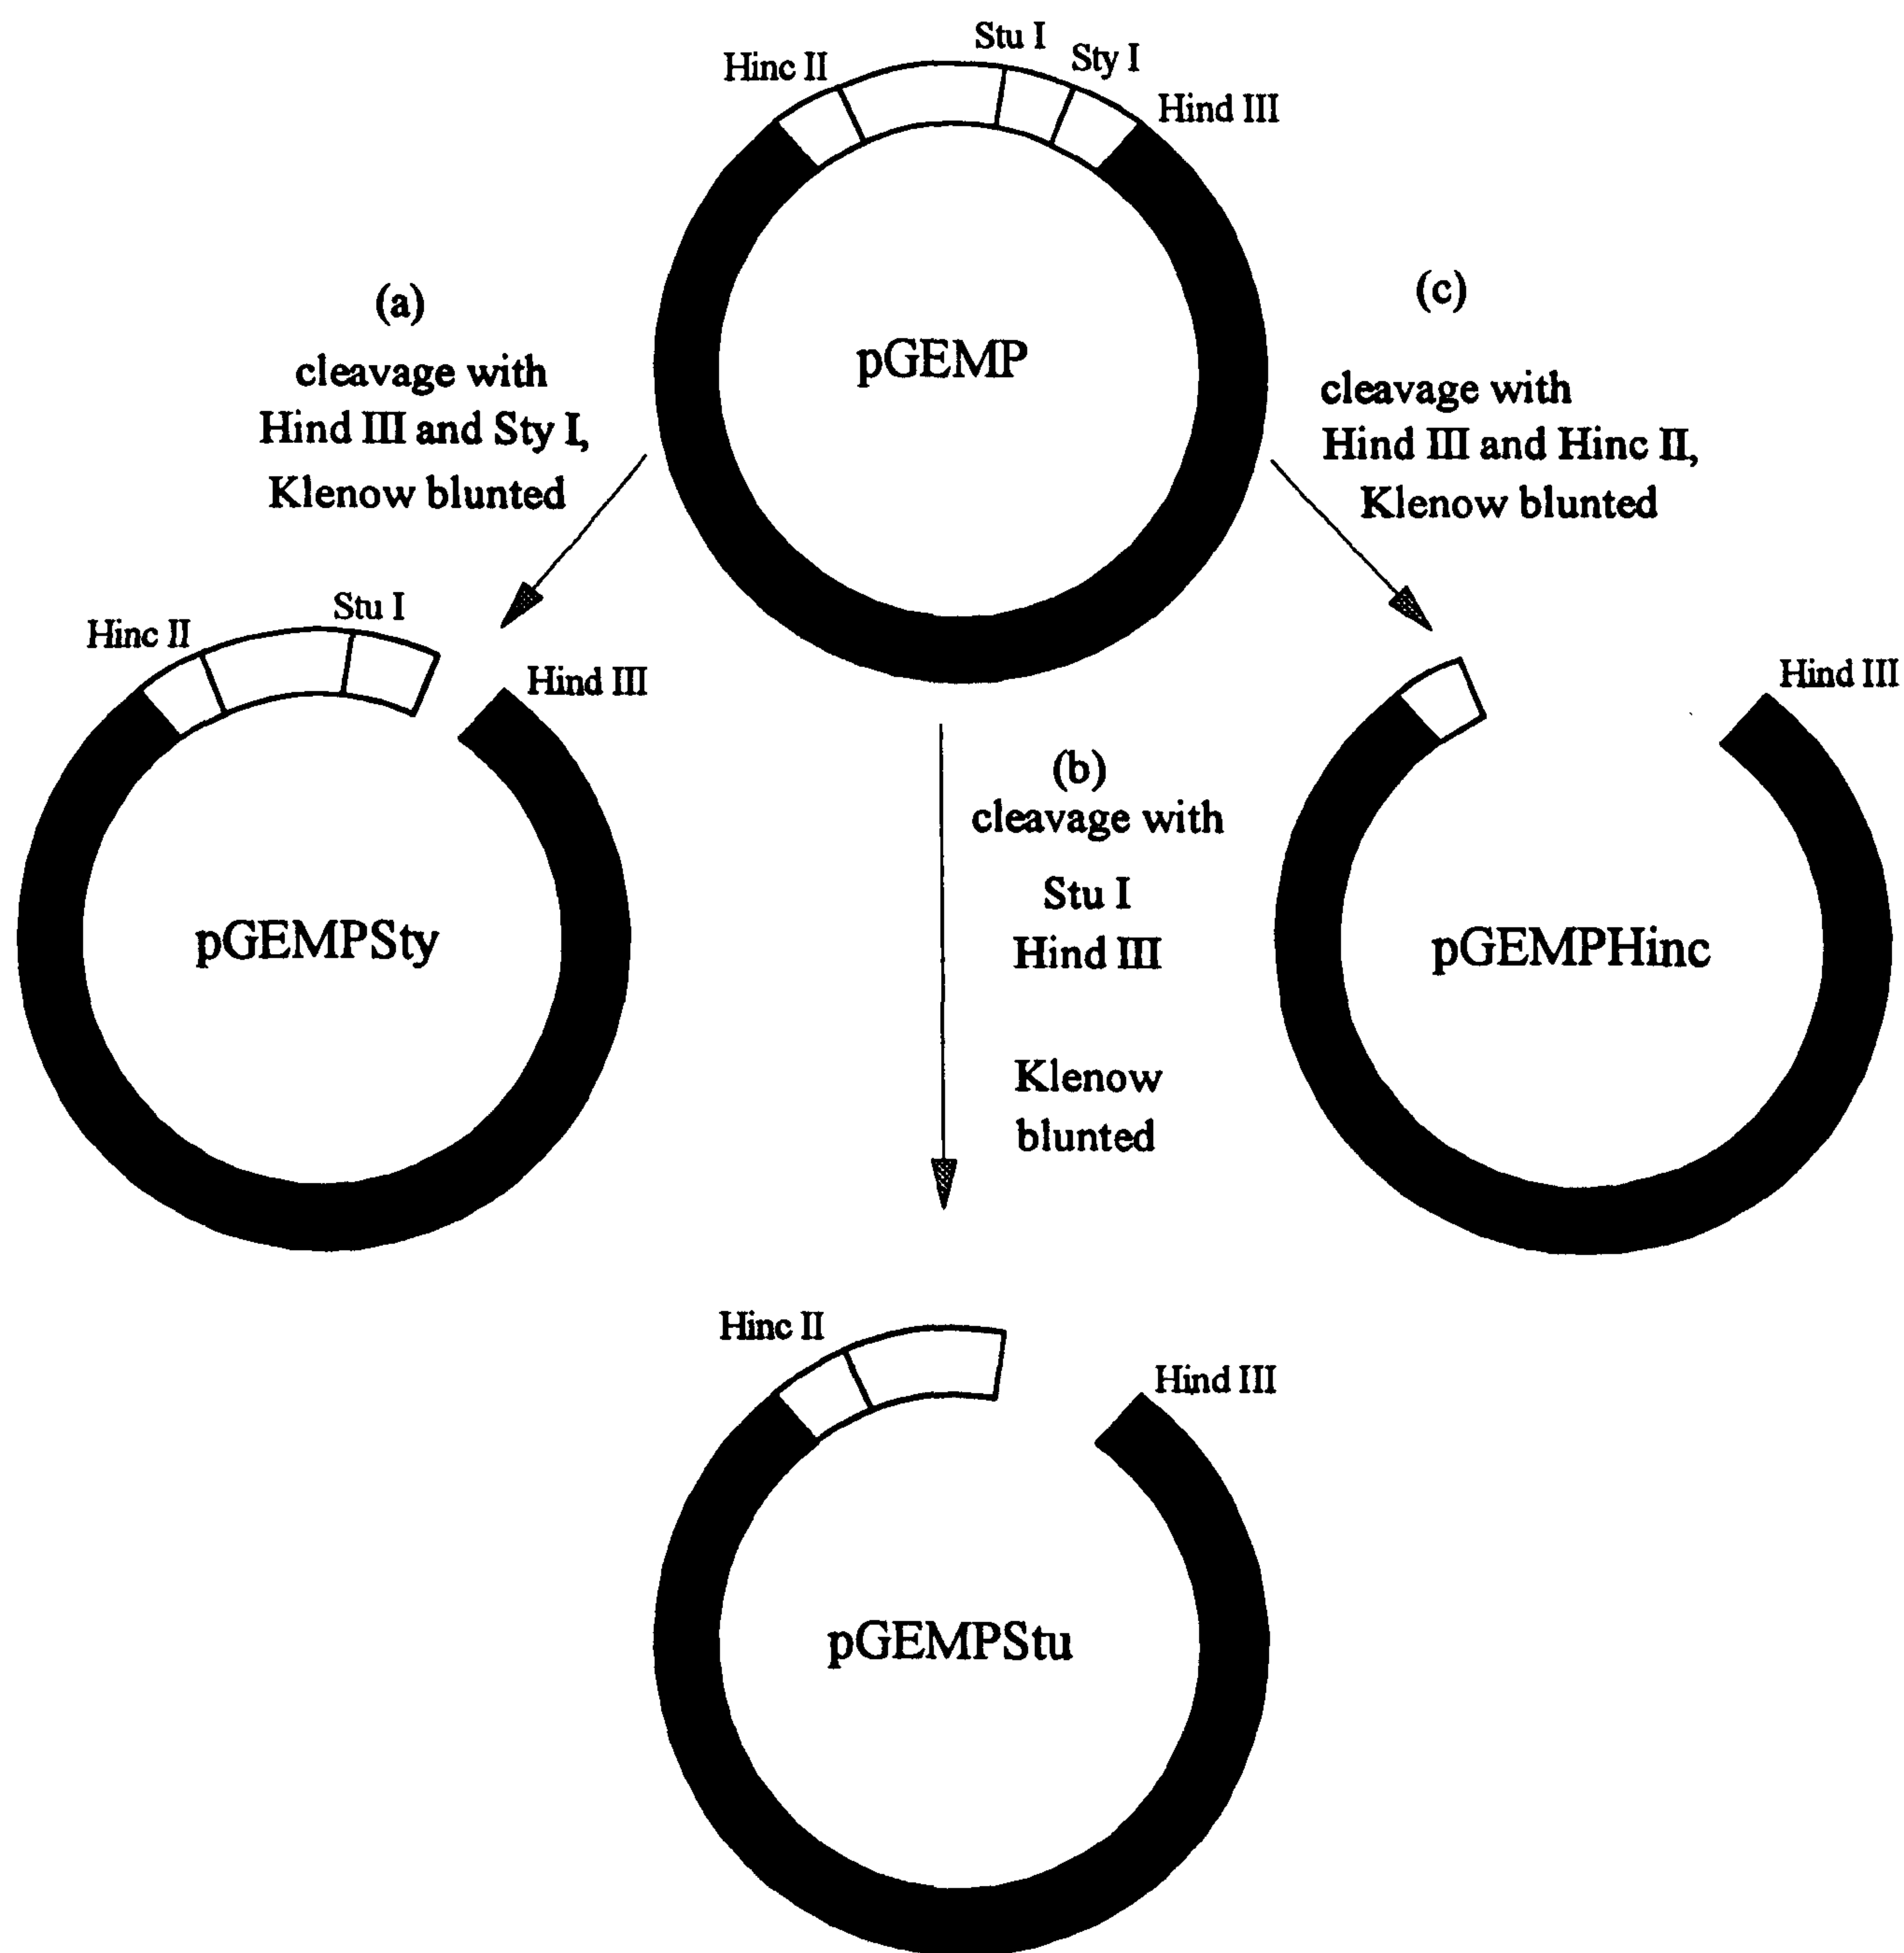 Stu I
Sty I
Hinc II
Hind III
(a)
cleavage with
Hind III and Sty I,
Klenow blunted
pGEMP
(c)
cleavage with
Hind III and Hinc II,
Klenow blunted
Stu I
Hinc II
Hind III
pGEMPSty
(b)
cleavage with
Stu I
Hind III
Klenow
blunted
Hind III
pGEMPHinc
Hinc II
Hind III
pGEMPStu